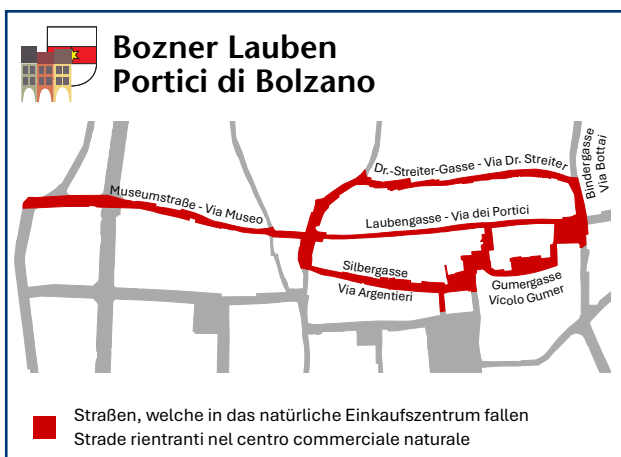 Bozner Lauben
Portici di Bolzano
Bindergasse
Via Bottai
Dr.-Streiter-Gasse - Via Dr. Streiter
Museumstraße - Via Museo
Laubengasse - Via dei Portici
Silbergasse
Via Argentieri
Gumergasse
Vicolo Gumer
Straßen, welche in das natürliche Einkaufszentrum fallen
Strade rientranti nel centro commerciale naturale